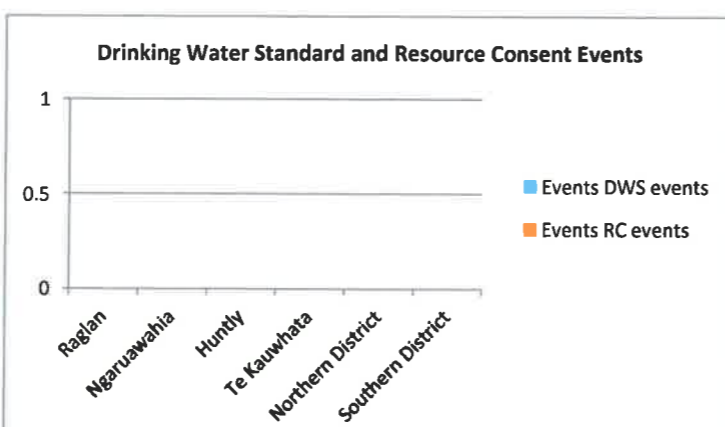 Drinking Water Standard and Resource Consent Events
1
0.5
0
Raglan
Ngaruawahia
Huntly
Te Kauwhata
Northern District
Southern District
Events DWS events
Events RC events